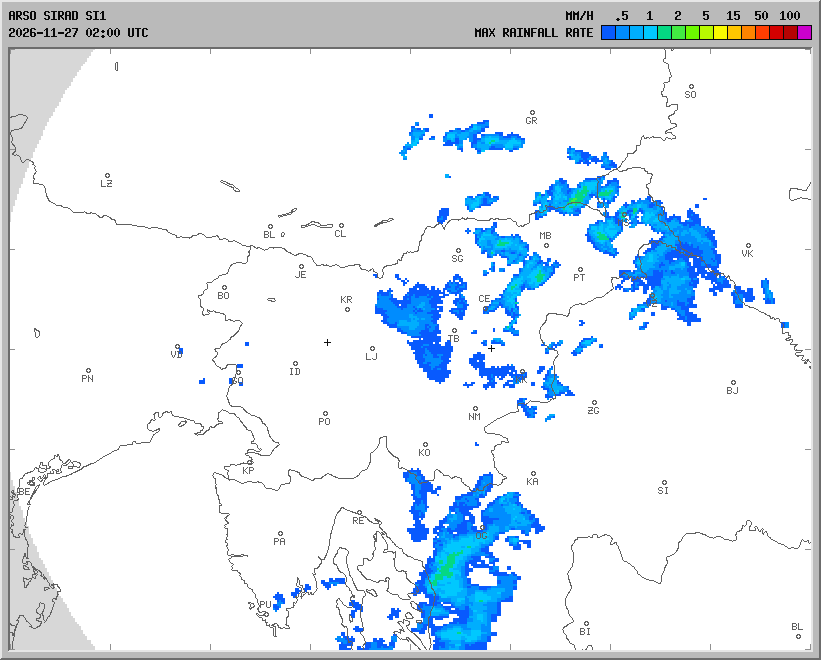 ARSO SIRAD SI1
MM/H .5 1 2 5 15 50 100
2026-11-27 02:00 UTC
MAX RAINFALL RATE
SO
GR
LZ
BL
CL
MB
SG
VK
JE
PT
BO
KR
CE
TB
LJ
VD
ID
PN
BJ
NM
ZG
PO
KO
KP
KA
BE
SI
RE
OG
PA
PU
BI
BL